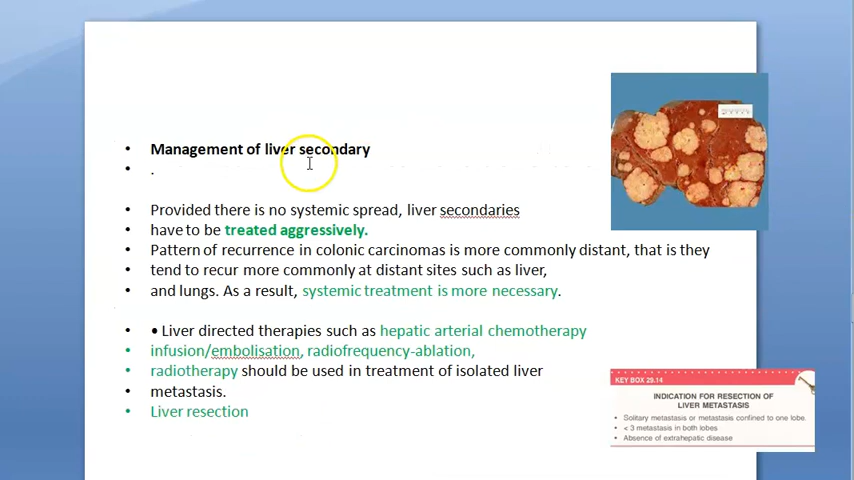 • Management of liver secondary
• .
• Provided there is no systemic spread, liver secondaries
• have to be treated aggressively.
• Pattern of recurrence in colonic carcinomas is more commonly distant, that is they
• tend to recur more commonly at distant sites such as liver,
• and lungs. As a result, systemic treatment is more necessary.
• • Liver directed therapies such as hepatic arterial chemotherapy
• infusion/embolisation, radiofrequency-ablation,
• radiotherapy should be used in treatment of isolated liver
• metastasis.
• Liver resection
KEY BOX 29.14
INDICATION FOR RESECTION OF
LIVER METASTASIS
• Solitary metastasis or metastasis confined to one lobe.
• < 3 metastasis in both lobes
• Absence of extrahepatic disease